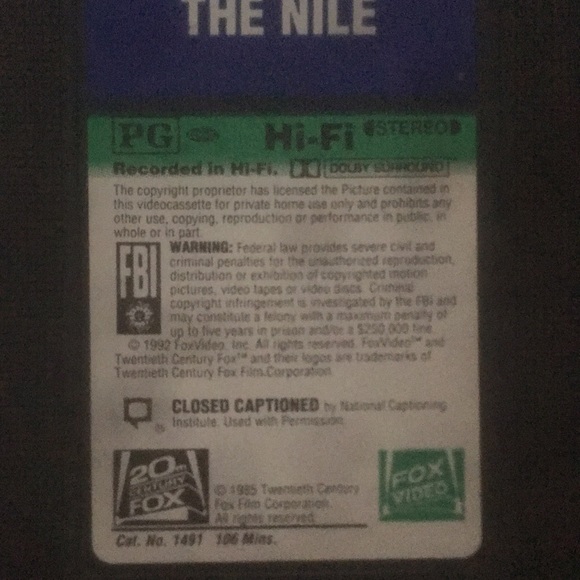 THE NILE
PG Hi-Fi STEREO
Recorded in Hi-Fi. DOLBY SURROUND
The copyright proprietor has licensed the Picture contained in
this videocassette for private home use only and prohibits any
other use, copying, reproduction or performance in public, in
whole or in part.
FBI
WARNING: Federal law provides severe civil and
criminal penalties for the unauthorized reproduction,
distribution or exhibition of copyrighted motion
pictures, video tapes or video discs. Criminal
copyright infringement is investigated by the FBI and
may constitute a felony with a maximum penalty of
up to five years in prison and/or a $250,000 fine.
© 1992 FoxVideo, Inc. All rights reserved. FoxVideo™ and
Twentieth Century Fox™ and their logos are trademarks of
Twentieth Century Fox Film Corporation.
CLOSED CAPTIONED by National Captioning
Institute. Used with Permission.
20th
CENTURY
FOX
© 1985 Twentieth Century
Fox Film Corporation.
All rights reserved.
FOX
VIDEO
Cat. No. 1491 106 Mins.